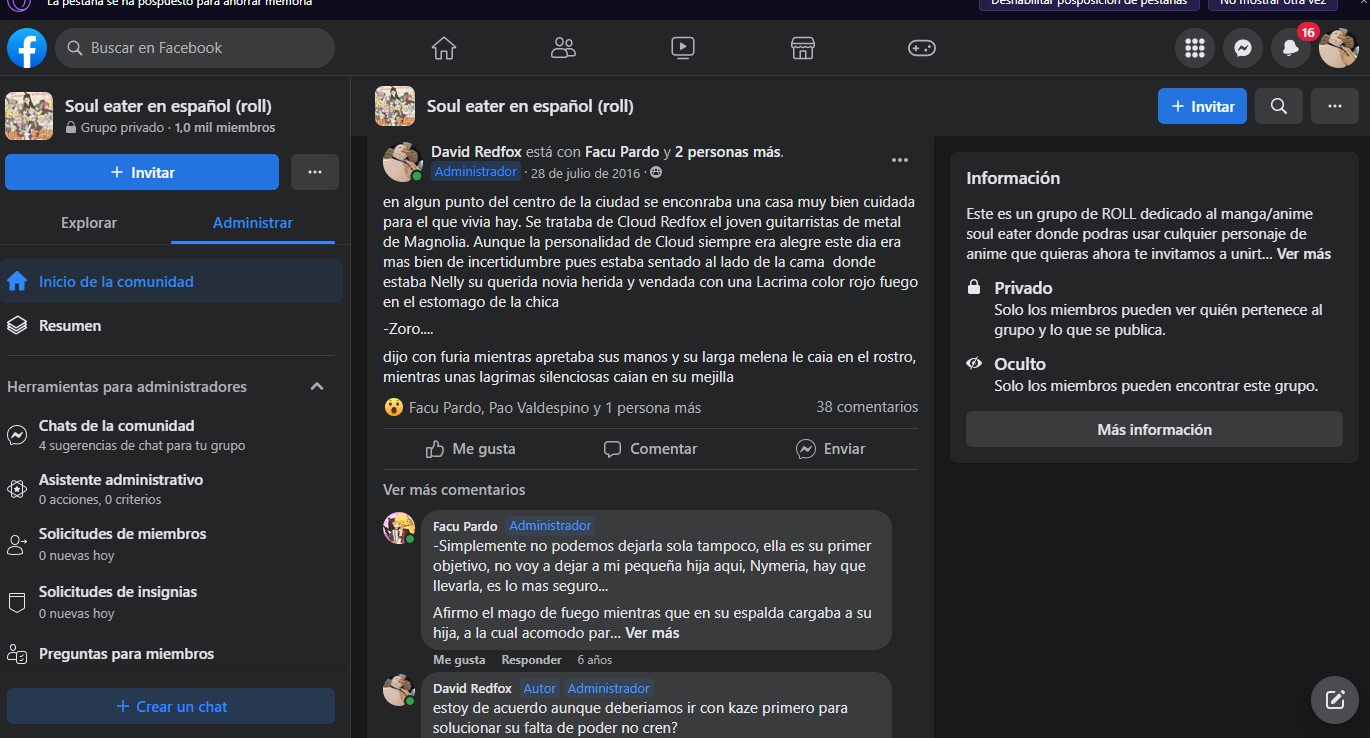 La pestaña se ha pospuesto para ahorrar memoria
Deshabilitar posposición de pestañas
No mostrar otra vez
Buscar en Facebook
16
Soul eater en español (roll)
Grupo privado · 1,0 mil miembros
+ Invitar
...
Explorar
Administrar
Inicio de la comunidad
Resumen
Herramientas para administradores
Chats de la comunidad
4 sugerencias de chat para tu grupo
Asistente administrativo
0 acciones, 0 criterios
Solicitudes de miembros
0 nuevas hoy
Solicitudes de insignias
0 nuevas hoy
Preguntas para miembros
+ Crear un chat
Soul eater en español (roll)
+ Invitar
...
David Redfox está con Facu Pardo y 2 personas más.
Administrador · 28 de julio de 2016 ·
...
en algun punto del centro de la ciudad se enconraba una casa muy bien cuidada
para el que vivia hay. Se trataba de Cloud Redfox el joven guitarristas de metal
de Magnolia. Aunque la personalidad de Cloud siempre era alegre este dia era
mas bien de incertidumbre pues estaba sentado al lado de la cama donde
estaba Nelly su querida novia herida y vendada con una Lacrima color rojo fuego
en el estomago de la chica
-Zoro....
dijo con furia mientras apretaba sus manos y su larga melena le caia en el rostro,
mientras unas lagrimas silenciosas caian en su mejilla
Facu Pardo, Pao Valdespino y 1 persona más
38 comentarios
Me gusta
Comentar
Enviar
Ver más comentarios
Facu Pardo Administrador
-Simplemente no podemos dejarla sola tampoco, ella es su primer
objetivo, no voy a dejar a mi pequeña hija aqui, Nymeria, hay que
llevarla, es lo mas seguro...
Afirmo el mago de fuego mientras que en su espalda cargaba a su
hija, a la cual acomodo par... Ver más
Me gusta Responder 6 años
David Redfox Autor Administrador
estoy de acuerdo aunque deberiamos ir con kaze primero para
solucionar su falta de poder no cren?
Información
Este es un grupo de ROLL dedicado al manga/anime
soul eater donde podras usar culquier personaje de
anime que quieras ahora te invitamos a unirt... Ver más
Privado
Solo los miembros pueden ver quién pertenece al
grupo y lo que se publica.
Oculto
Solo los miembros pueden encontrar este grupo.
Más información